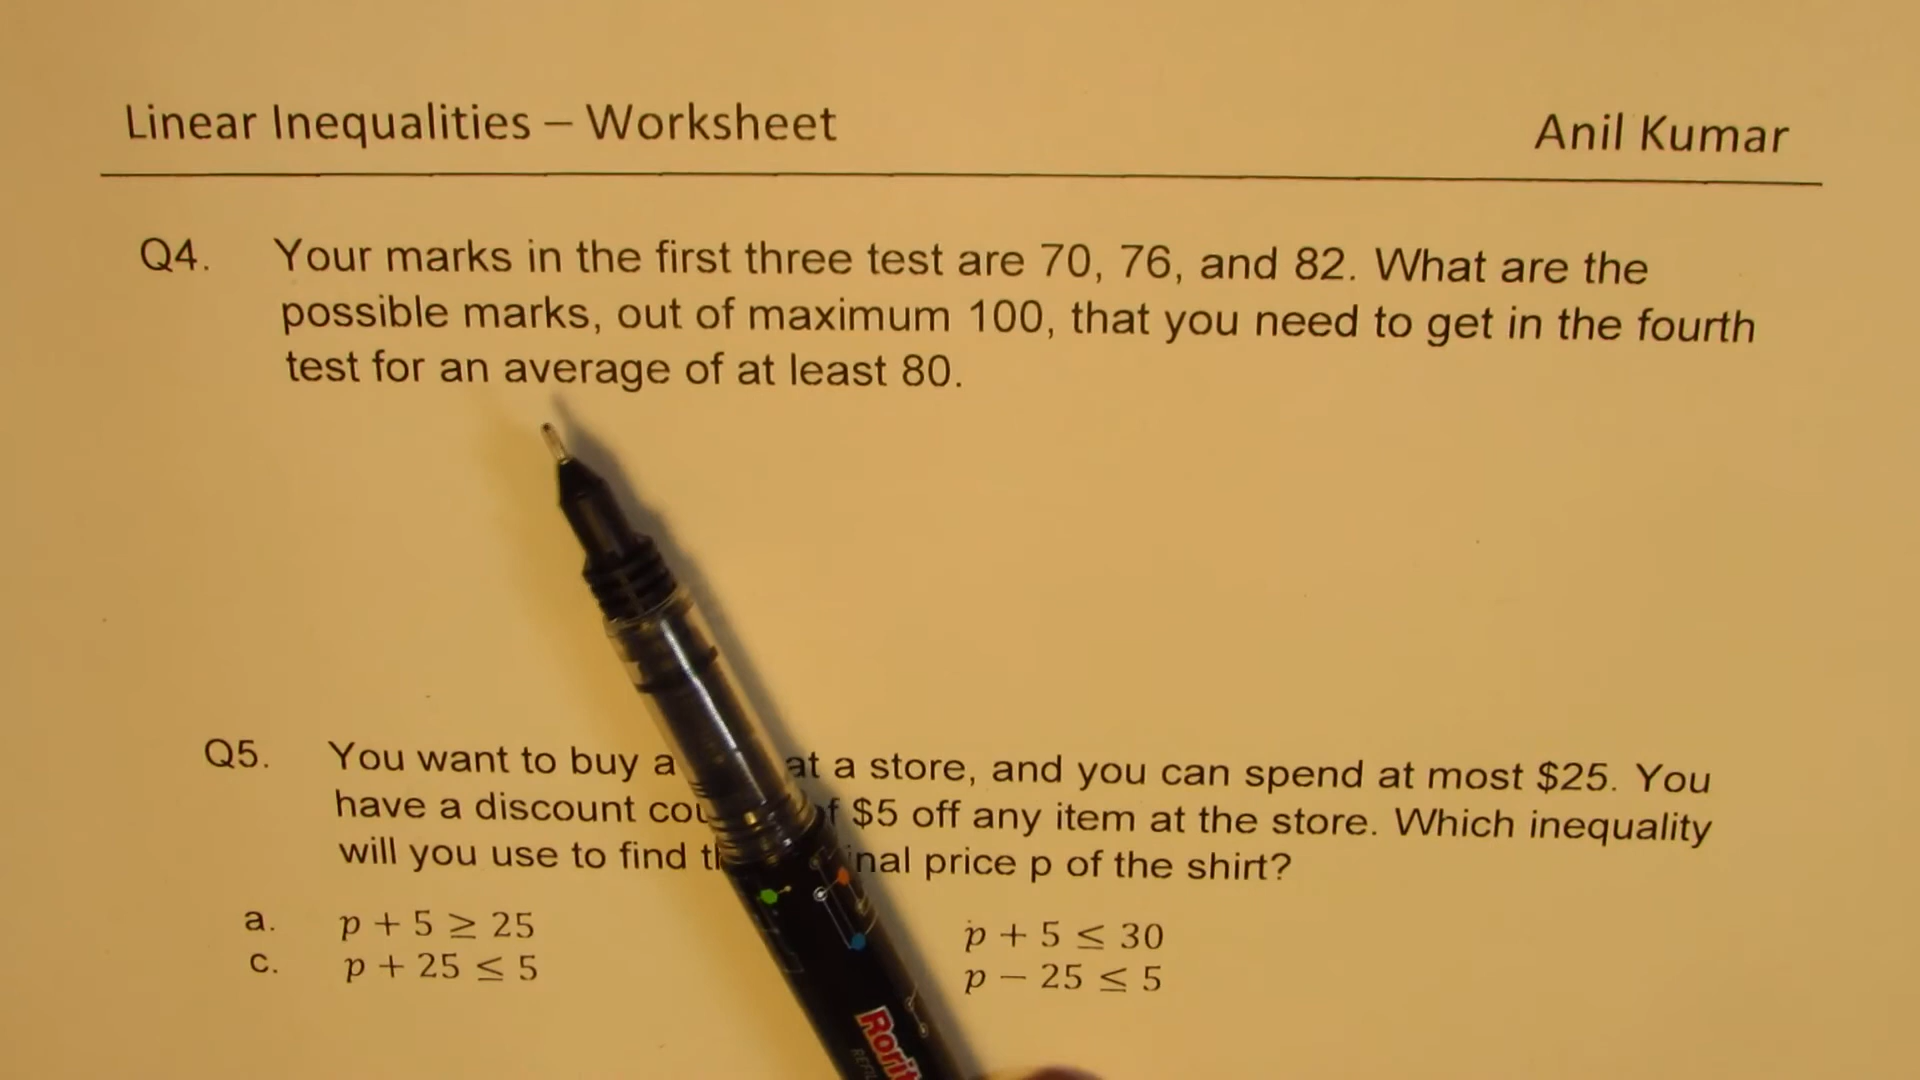 Linear Inequalities – Worksheet Anil Kumar
Q4. Your marks in the first three test are 70, 76, and 82. What are the
possible marks, out of maximum 100, that you need to get in the fourth
test for an average of at least 80.
Q5. You want to buy a at a store, and you can spend at most $25. You
have a discount $5 off any item at the store. Which inequality
will you use to find price p of the shirt?
a. p + 5 ≥ 25 p + 5 ≤ 30
c. p + 25 ≤ 5 p − 25 ≤ 5